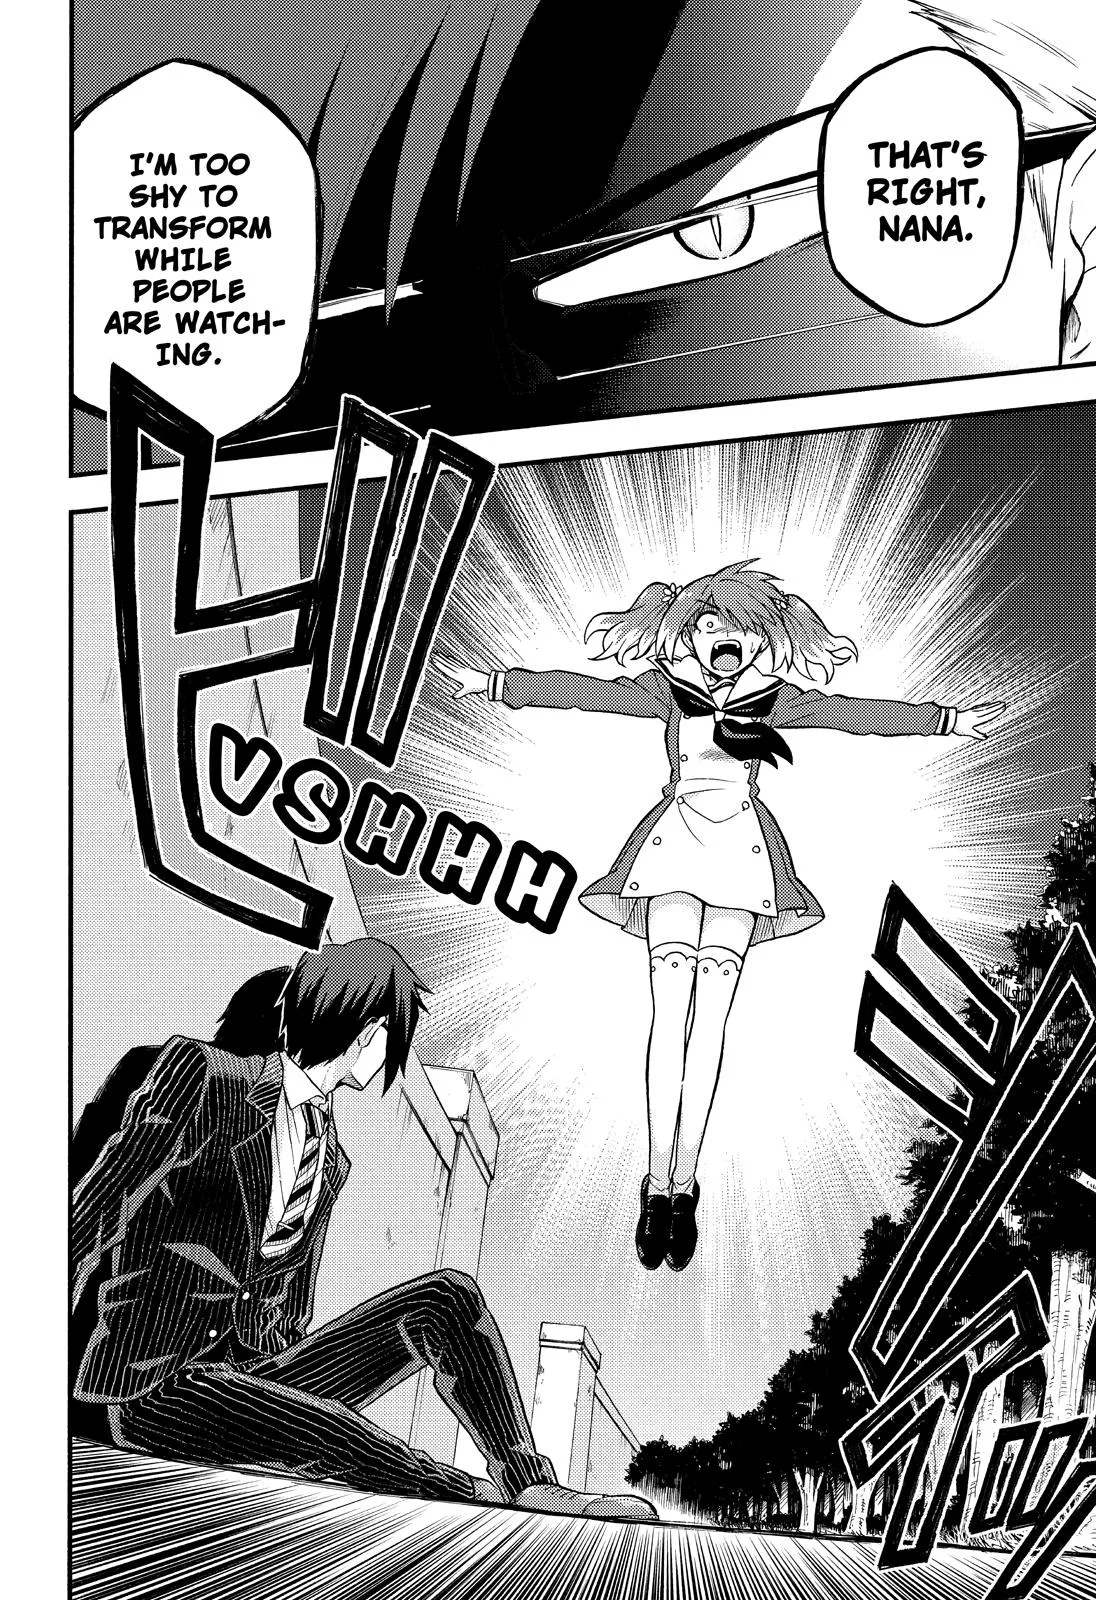 THAT'S
RIGHT,
NANA.
I'M TOO
SHY TO
TRANSFORM
WHILE
PEOPLE
ARE WATCH-
ING.
VSHHH